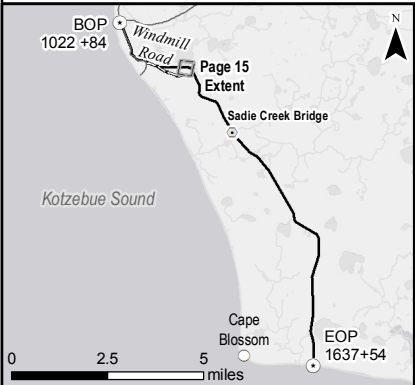 BOP
1022 +84
Windmill
Road
N
Page 15
Extent
Sadie Creek Bridge
Kotzebue Sound
Cape
Blossom
EOP
1637+54
0 2.5 5
miles